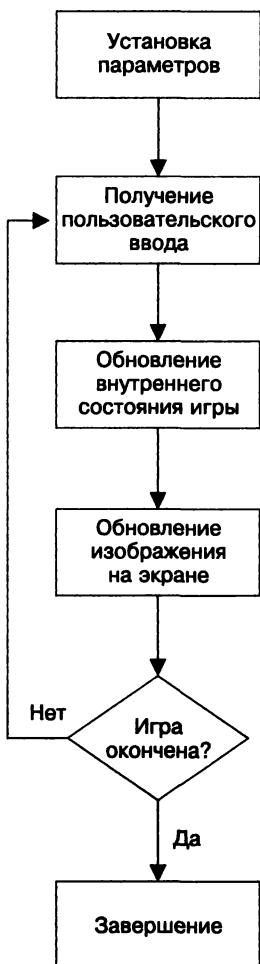 Установка
параметров
Получение
пользовательского
ввода
Обновление
внутреннего
состояния игры
Обновление
изображения
на экране
Нет
Игра
окончена?
Да
Завершение